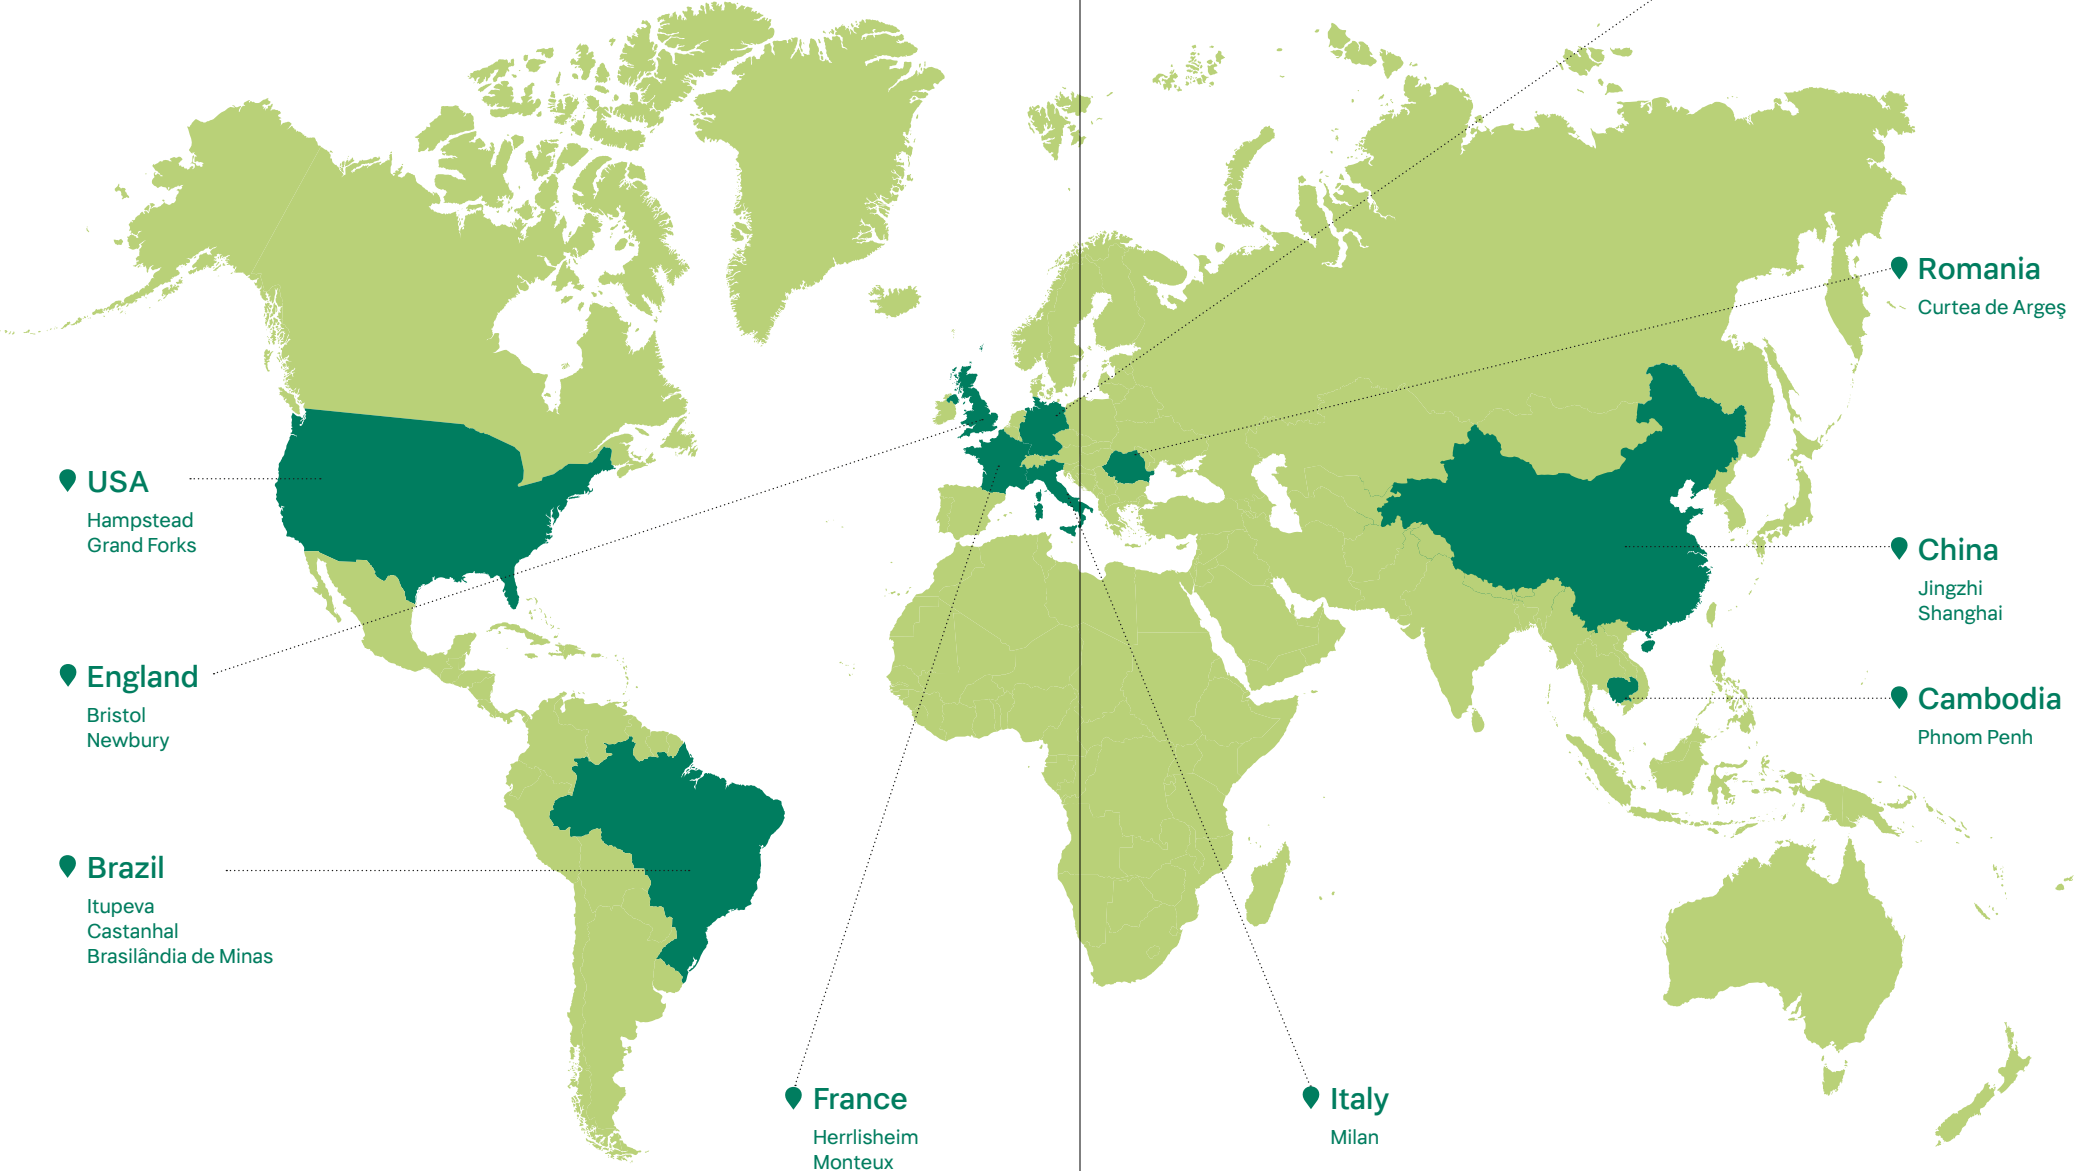 USA
Hampstead
Grand Forks
England
Bristol
Newbury
Brazil
Itupeva
Castanhal
Brasilândia de Minas
France
Herrlisheim
Monteux
Italy
Milan
Romania
Curtea de Argeş
China
Jingzhi
Shanghai
Cambodia
Phnom Penh